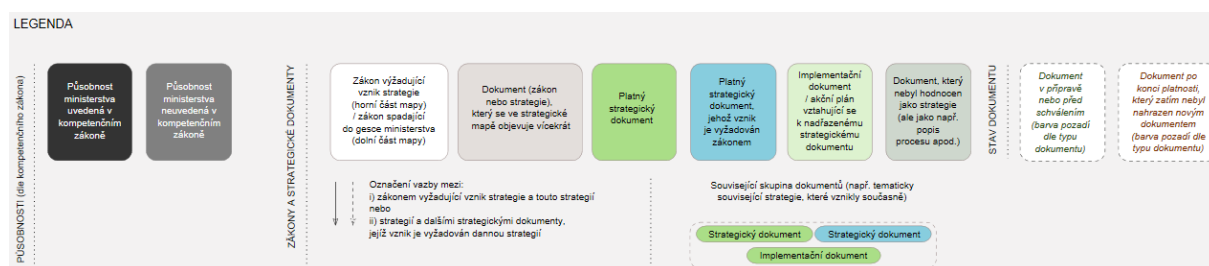 LEGENDA
PŮSOBNOSTI (dle kompetenčního zákona)
Působnost
ministerstva
uvedená v
kompetenčním
zákoně
Působnost
ministerstva
neuvedená v
kompetenčním
zákoně
ZÁKONY A STRATEGICKÉ DOKUMENTY
Zákon výžadující
vznik strategie
(horní část mapy)
/ zákon spadající
do gesce ministerstva
(dolní část mapy)
Dokument (zákon
nebo strategie),
který se ve strategické
mapě objevuje vícekrát
Platný
strategický
dokument
Platný
strategický
dokument,
jehož vznik
je vyžadován
zákonem
Implementační
dokument
/ akční plán
vztahující se
k nadřazenému
strategickému
dokumentu
Dokument, který
nebyl hodnocen
jako strategie
(ale jako např.
popis
procesu apod.)
STAV DOKUMENTU
Dokument
v přípravě
nebo před
schválením
(barva pozadí
dle typu
dokumentu)
Dokument po
konci platnosti,
který zatím nebyl
nahrazen novým
dokumentem
(barva pozadí dle
typu dokumentu)
Označení vazby mezi:
i) zákonem vyžadující vznik strategie a touto strategií
nebo
ii) strategií a dalšími strategickými dokumenty,
jejíž vznik je vyžadován dannou strategií
Související skupina dokumentů (např. tematicky
související strategie, které vznikly současně)
Strategický dokument
Strategický dokument
Implementační dokument